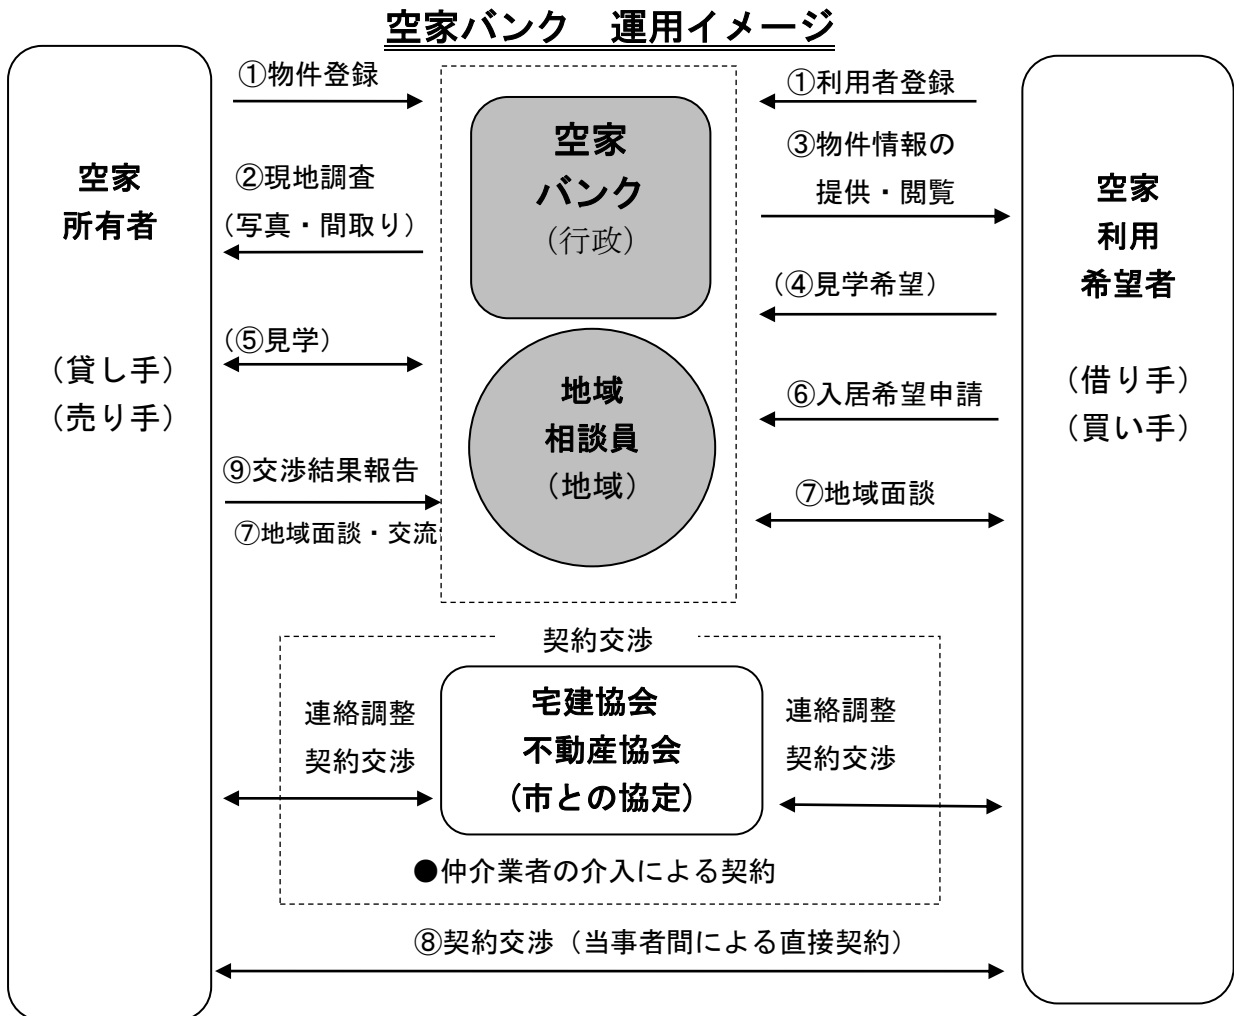 空家バンク　運用イメージ
空家
所有者
（貸し手）
（売り手）
①物件登録
②現地調査
（写真・間取り）
（⑤見学）
⑨交渉結果報告
⑦地域面談・交流
空家
バンク
（行政）
地域
相談員
（地域）
①利用者登録
③物件情報の
提供・閲覧
（④見学希望）
⑥入居希望申請
⑦地域面談
空家
利用
希望者
（借り手）
（買い手）
契約交渉
連絡調整
契約交渉
宅建協会
不動産協会
（市との協定）
連絡調整
契約交渉
●仲介業者の介入による契約
⑧契約交渉（当事者間による直接契約）